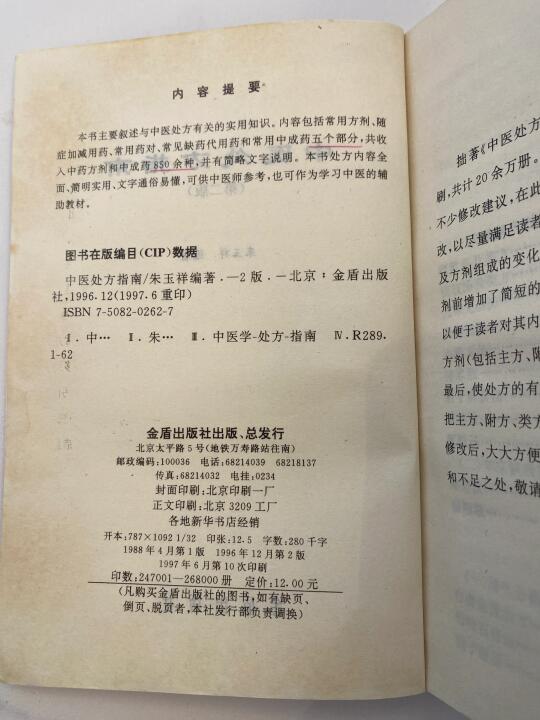 内容提要
本书主要叙述与中医处方有关的实用知识。内容包括常用方剂、随
症加减用药、常用药对、常见缺药代用药和常用中成药五个部分,共收
入中药方剂和中成药850余种,并有简略文字说明。本书处方内容全
面、简明实用、文字通俗易懂,可供中医师参考,也可作为学习中医的辅
助教材。
图书在版编目(CIP)数据
中医处方指南/朱玉祥编著.—2版.—北京:金盾出版
社,1996.12(1997.6重印)
ISBN 7-5082-0262-7
Ⅰ.中… Ⅱ.朱… Ⅲ.中医学-处方-指南 Ⅳ.R289.
1-62
金盾出版社出版、总发行
北京太平路5号(地铁万寿路站往南)
邮政编码:100036 电话:68214039 68218137
传真:68214032 电挂:0234
封面印刷:北京印刷一厂
正文印刷:北京3209工厂
各地新华书店经销
开本:787×1092 1/32 印张:12.5 字数:280千字
1988年4月第1版 1996年12月第2版
1997年6月第10次印刷
印数:247001—268000册 定价:12.00元
(凡购买金盾出版社的图书,如有缺页、
倒页、脱页者,本社发行部负责调换)
拙著《中医处方
刷,共计20余万册。
不少修改建议,在此
改,以尽量满足读者
及方剂组成的变化
剂前增加了简短的
以便于读者对其内
方剂(包括主方、附
最后,使处方的有
把主方、附方、类方
修改后,大大方便
和不足之处,敬请